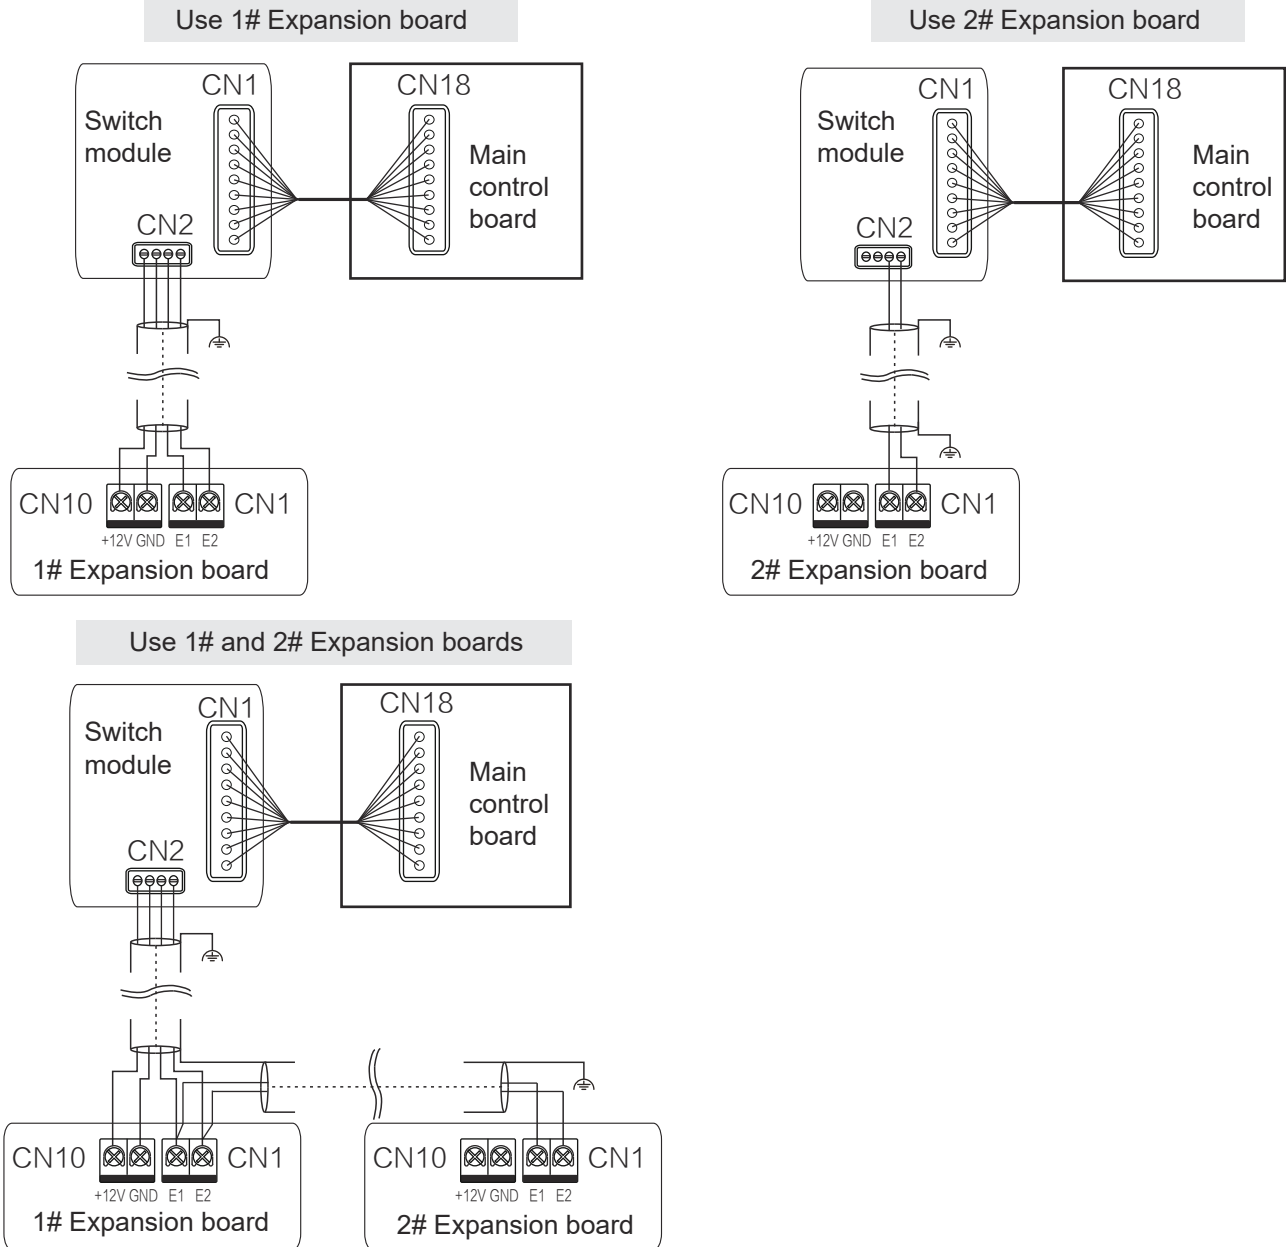 Use 1# Expansion board
CN1
CN18
Switch
module
Main
control
board
CN2
CN10
CN1
+12V GND E1 E2
1# Expansion board
Use 2# Expansion board
CN1
CN18
Switch
module
Main
control
board
CN2
CN10
CN1
+12V GND E1 E2
2# Expansion board
Use 1# and 2# Expansion boards
CN1
CN18
Switch
module
Main
control
board
CN2
CN10
CN1
+12V GND E1 E2
1# Expansion board
CN10
CN1
+12V GND E1 E2
2# Expansion board